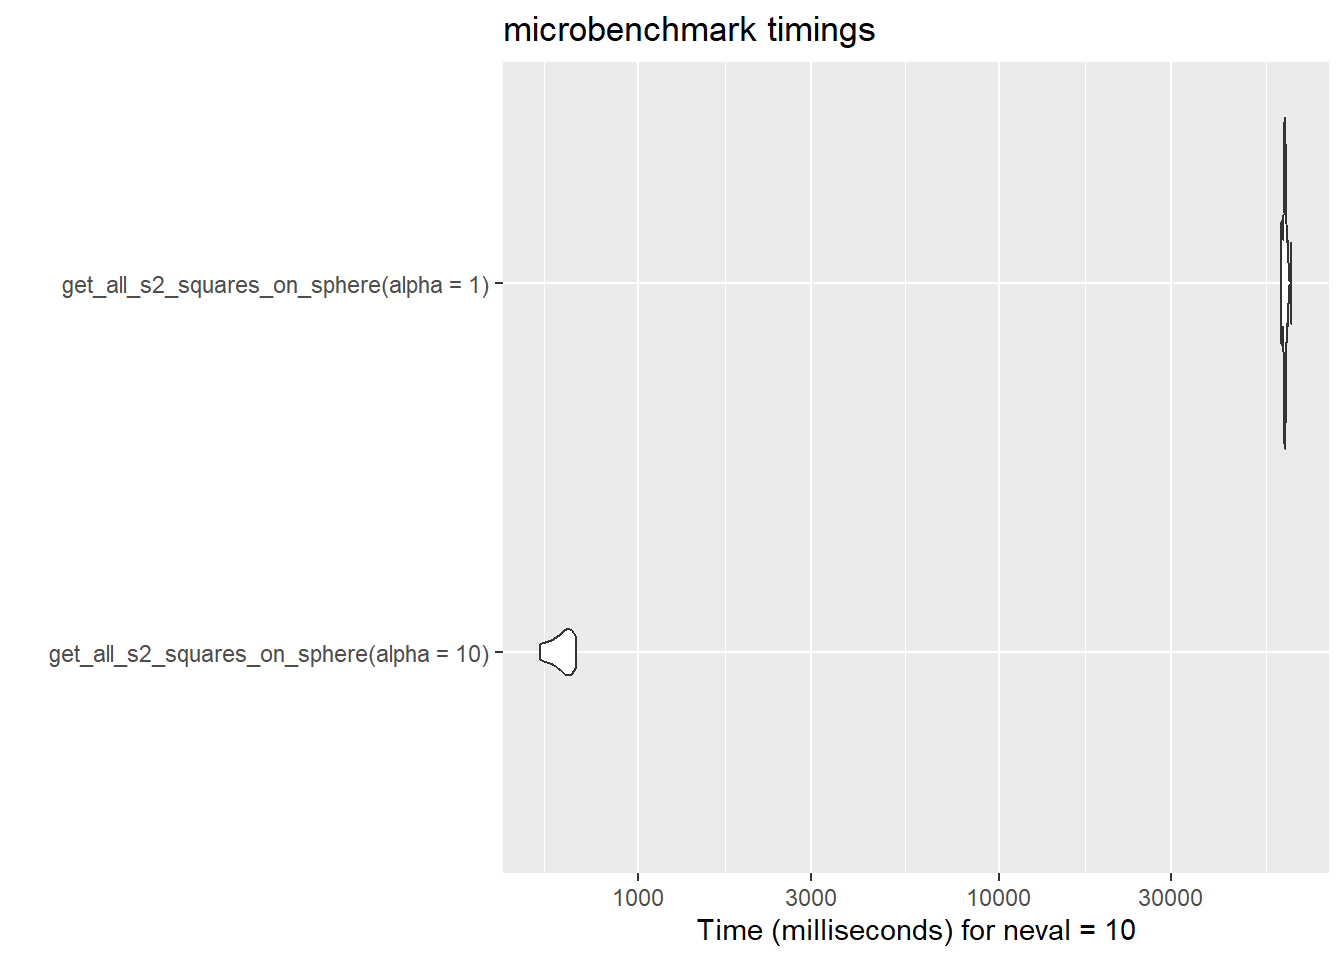 microbenchmark timings
get_all_s2_squares_on_sphere(alpha = 1)
get_all_s2_squares_on_sphere(alpha = 10)
1000 3000 10000 30000
Time (milliseconds) for neval = 10